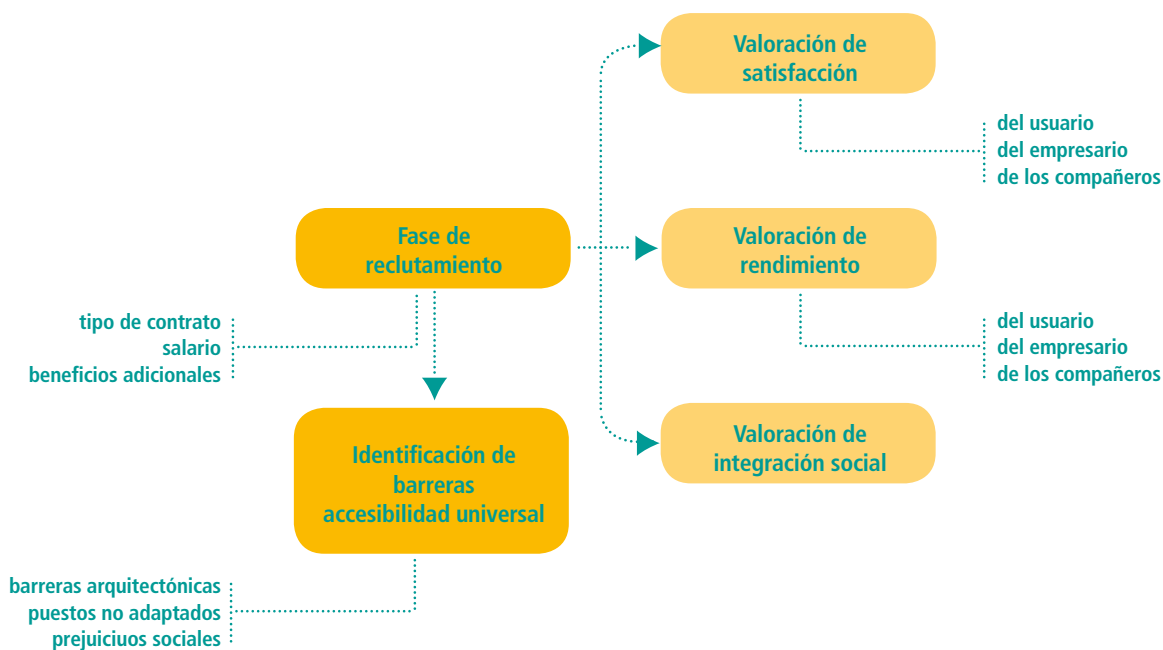 Valoración de
satisfacción
del usuario
del empresario
de los compañeros
Fase de
reclutamiento
Valoración de
rendimiento
tipo de contrato
salario
beneficios adicionales
del usuario
del empresario
de los compañeros
Identificación de
barreras
accesibilidad universal
Valoración de
integración social
barreras arquitectónicas
puestos no adaptados
prejuiciuos sociales